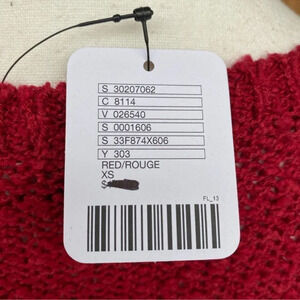 S 30207062
C 8114
V 026540
S 0001606
S 33F874X606
Y 303
RED/ROUGE
XS
$
FL_13